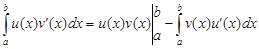 ∫_a^b u(x)v′(x)dx = u(x)v(x)|_a^b − ∫_a^b v(x)u′(x)dx